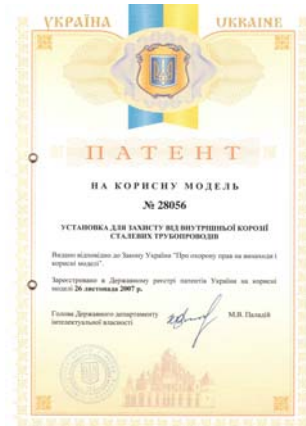 УКРАЇНА
UKRAINE
ПАТЕНТ
НА КОРИСНУ МОДЕЛЬ
№ 28056
УСТАНОВКА ДЛЯ ЗАХИСТУ ВІД ВНУТРІШНЬОЇ КОРОЗІЇ
СТАЛЕВИХ ТРУБОПРОВОДІВ
Видано відповідно до Закону України "Про охорону прав на винаходи і
корисні моделі".
Зареєстровано в Державному реєстрі патентів України на корисні
моделі 26 листопада 2007 р.
Голова Державного департаменту
інтелектуальної власності
М.В. Паладій